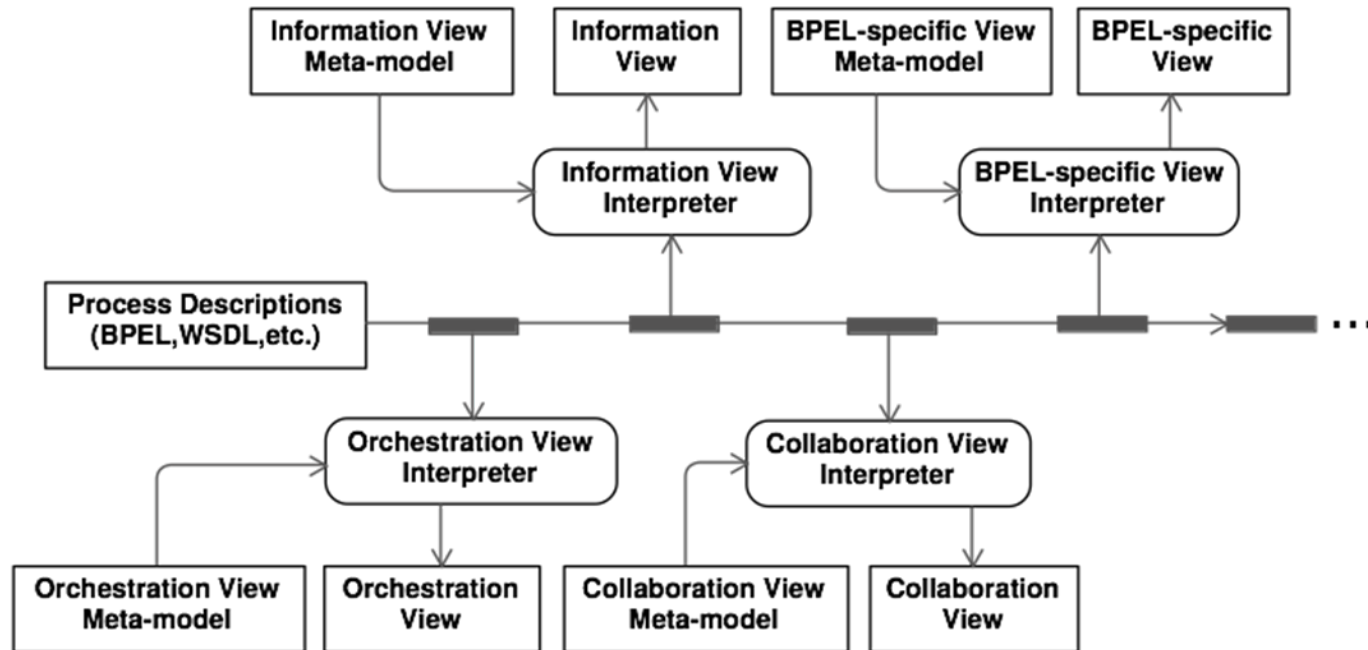 Information View
Meta-model
Information
View
BPEL-specific View
Meta-model
BPEL-specific
View
Information View
Interpreter
BPEL-specific View
Interpreter
Process Descriptions
(BPEL,WSDL,etc.)
...
Orchestration View
Interpreter
Collaboration View
Interpreter
Orchestration View
Meta-model
Orchestration
View
Collaboration View
Meta-model
Collaboration
View